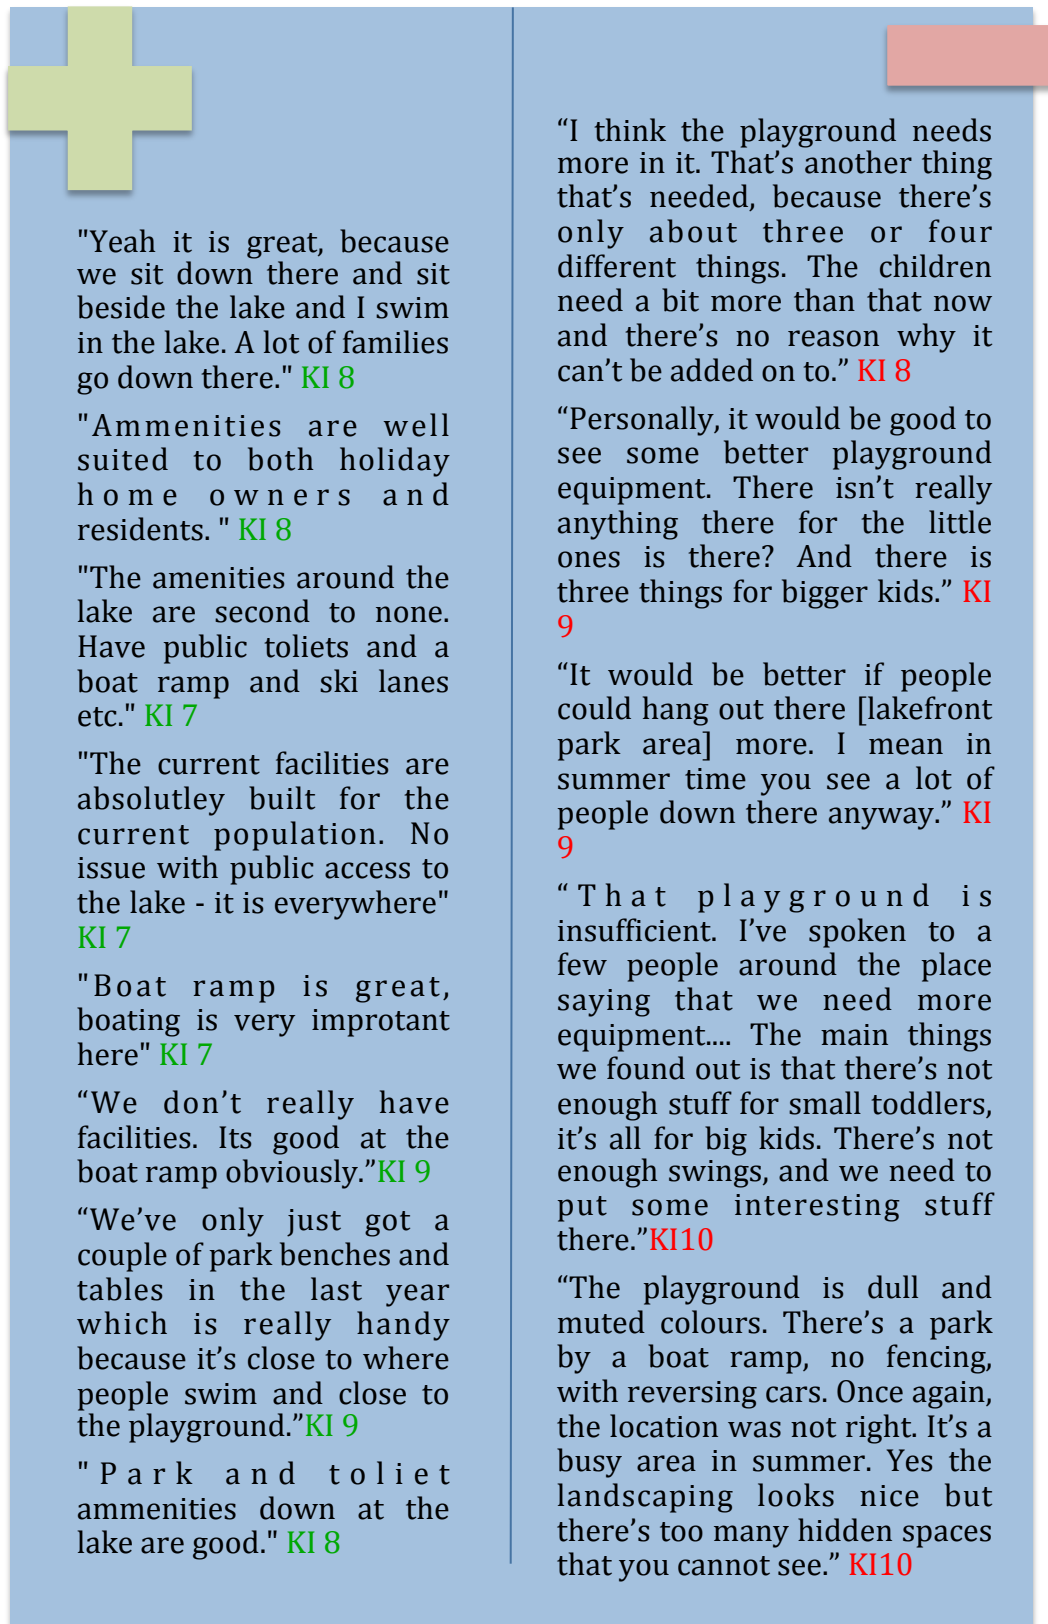 "Yeah it is great, because
we sit down there and sit
beside the lake and I swim
in the lake. A lot of families
go down there." KI 8
"Ammenities are well
suited to both holiday
home owners and
residents. " KI 8
"The amenities around the
lake are second to none.
Have public toliets and a
boat ramp and ski lanes
etc." KI 7
"The current facilities are
absolutley built for the
current population. No
issue with public access to
the lake - it is everywhere"
KI 7
"Boat ramp is great,
boating is very improtant
here" KI 7
“We don’t really have
facilities. Its good at the
boat ramp obviously.”KI 9
“We’ve only just got a
couple of park benches and
tables in the last year
which is really handy
because it’s close to where
people swim and close to
the playground.”KI 9
"Park and toliet
ammenities down at the
lake are good." KI 8
“I think the playground needs
more in it. That’s another thing
that’s needed, because there’s
only about three or four
different things. The children
need a bit more than that now
and there’s no reason why it
can’t be added on to.” KI 8
“Personally, it would be good to
see some better playground
equipment. There isn’t really
anything there for the little
ones is there? And there is
three things for bigger kids.” KI
9
“It would be better if people
could hang out there [lakefront
park area] more. I mean in
summer time you see a lot of
people down there anyway.” KI
9
“That playground is
insufficient. I’ve spoken to a
few people around the place
saying that we need more
equipment.... The main things
we found out is that there’s not
enough stuff for small toddlers,
it’s all for big kids. There’s not
enough swings, and we need to
put some interesting stuff
there.”KI10
“The playground is dull and
muted colours. There’s a park
by a boat ramp, no fencing,
with reversing cars. Once again,
the location was not right. It’s a
busy area in summer. Yes the
landscaping looks nice but
there’s too many hidden spaces
that you cannot see.” KI10